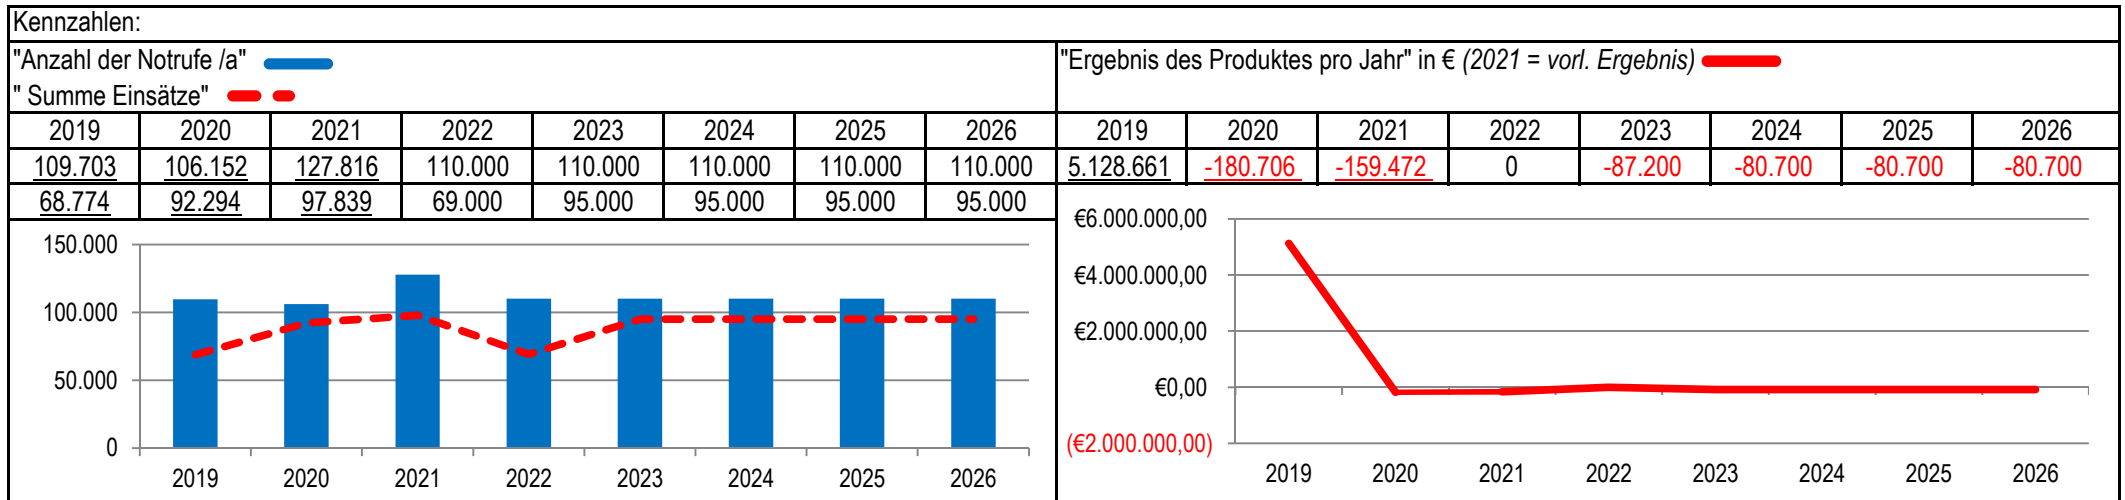 Kennzahlen:
"Anzahl der Notrufe /a"
" Summe Einsätze"
"Ergebnis des Produktes pro Jahr" in € (2021 = vorl. Ergebnis)
2019 2020 2021 2022 2023 2024 2025 2026
109.703 106.152 127.816 110.000 110.000 110.000 110.000 110.000
68.774 92.294 97.839 69.000 95.000 95.000 95.000 95.000
2019 2020 2021 2022 2023 2024 2025 2026
5.128.661 -180.706 -159.472 0 -87.200 -80.700 -80.700 -80.700
150.000
100.000
50.000
0
2019 2020 2021 2022 2023 2024 2025 2026
€6.000.000,00
€4.000.000,00
€2.000.000,00
€0,00
(€2.000.000,00)
2019 2020 2021 2022 2023 2024 2025 2026